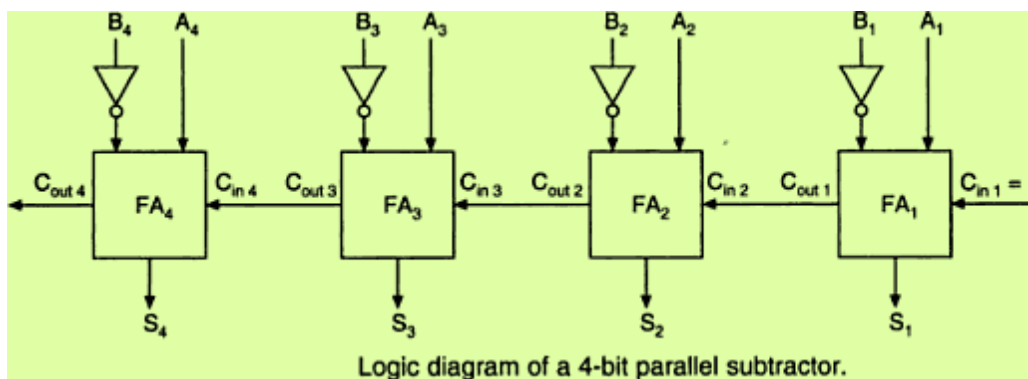 B4 A4 B3 A3 B2 A2 B1 A1
Cout 4 FA4 Cin 4 Cout 3 FA3 Cin 3 Cout 2 FA2 Cin 2 Cout 1 FA1 Cin 1 =
S4 S3 S2 S1
Logic diagram of a 4-bit parallel subtractor.